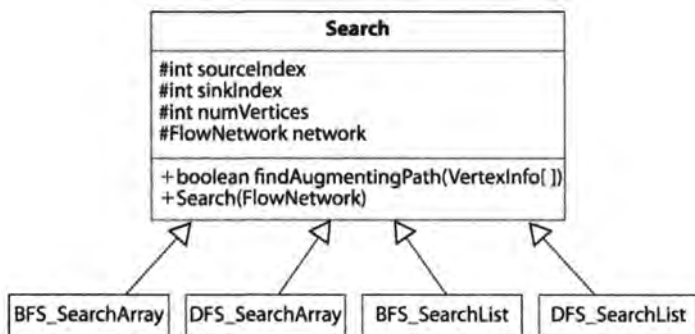 Search
#int sourceIndex
#int sinkIndex
#int numVertices
#FlowNetwork network
+boolean findAugmentingPath(VertexInfo[ ])
+Search(FlowNetwork)
BFS_SearchArray DFS_SearchArray BFS_SearchList DFS_SearchList